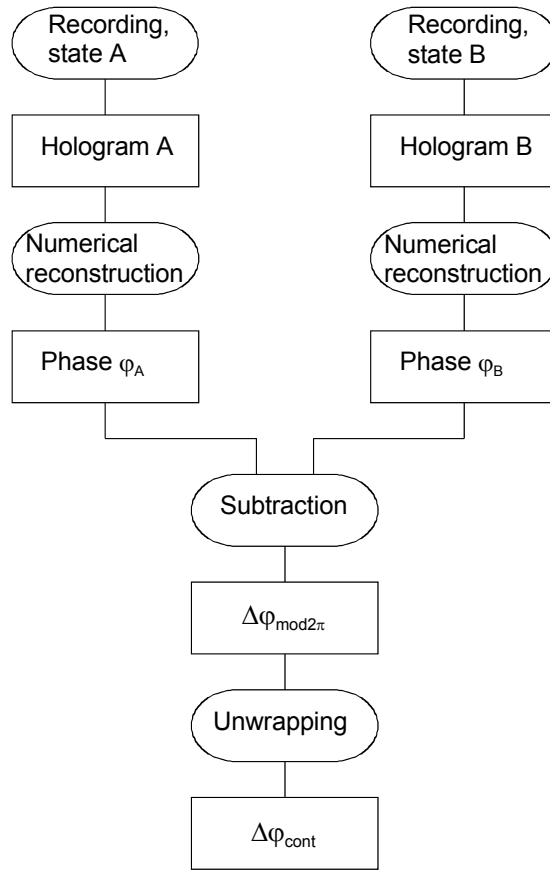 Recording,
state A
Recording,
state B
Hologram A
Hologram B
Numerical
reconstruction
Numerical
reconstruction
Phase φA
Phase φB
Subtraction
Δφmod2π
Unwrapping
Δφcont